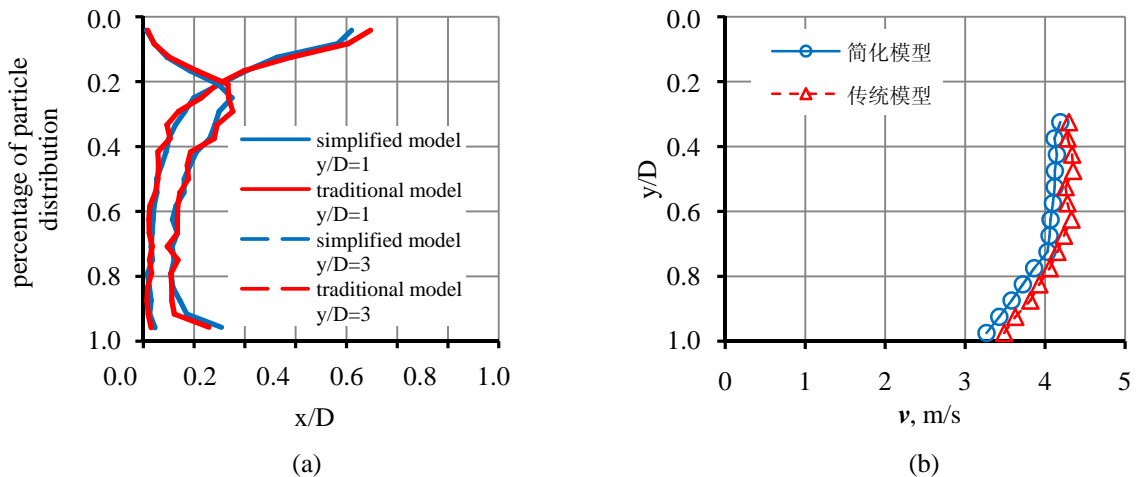 0.0
0.2
0.4
0.6
0.8
1.0
percentage of particle
distribution
simplified model
y/D=1
traditional model
y/D=1
simplified model
y/D=3
traditional model
y/D=3
0.0 0.2 0.4 0.6 1.0
x/D
(a)
0.0
0.2
0.4
0.6
0.8
1.0
y/D
简化模型
传统模型
0 1 2 3 4 5
v, m/s
(b)